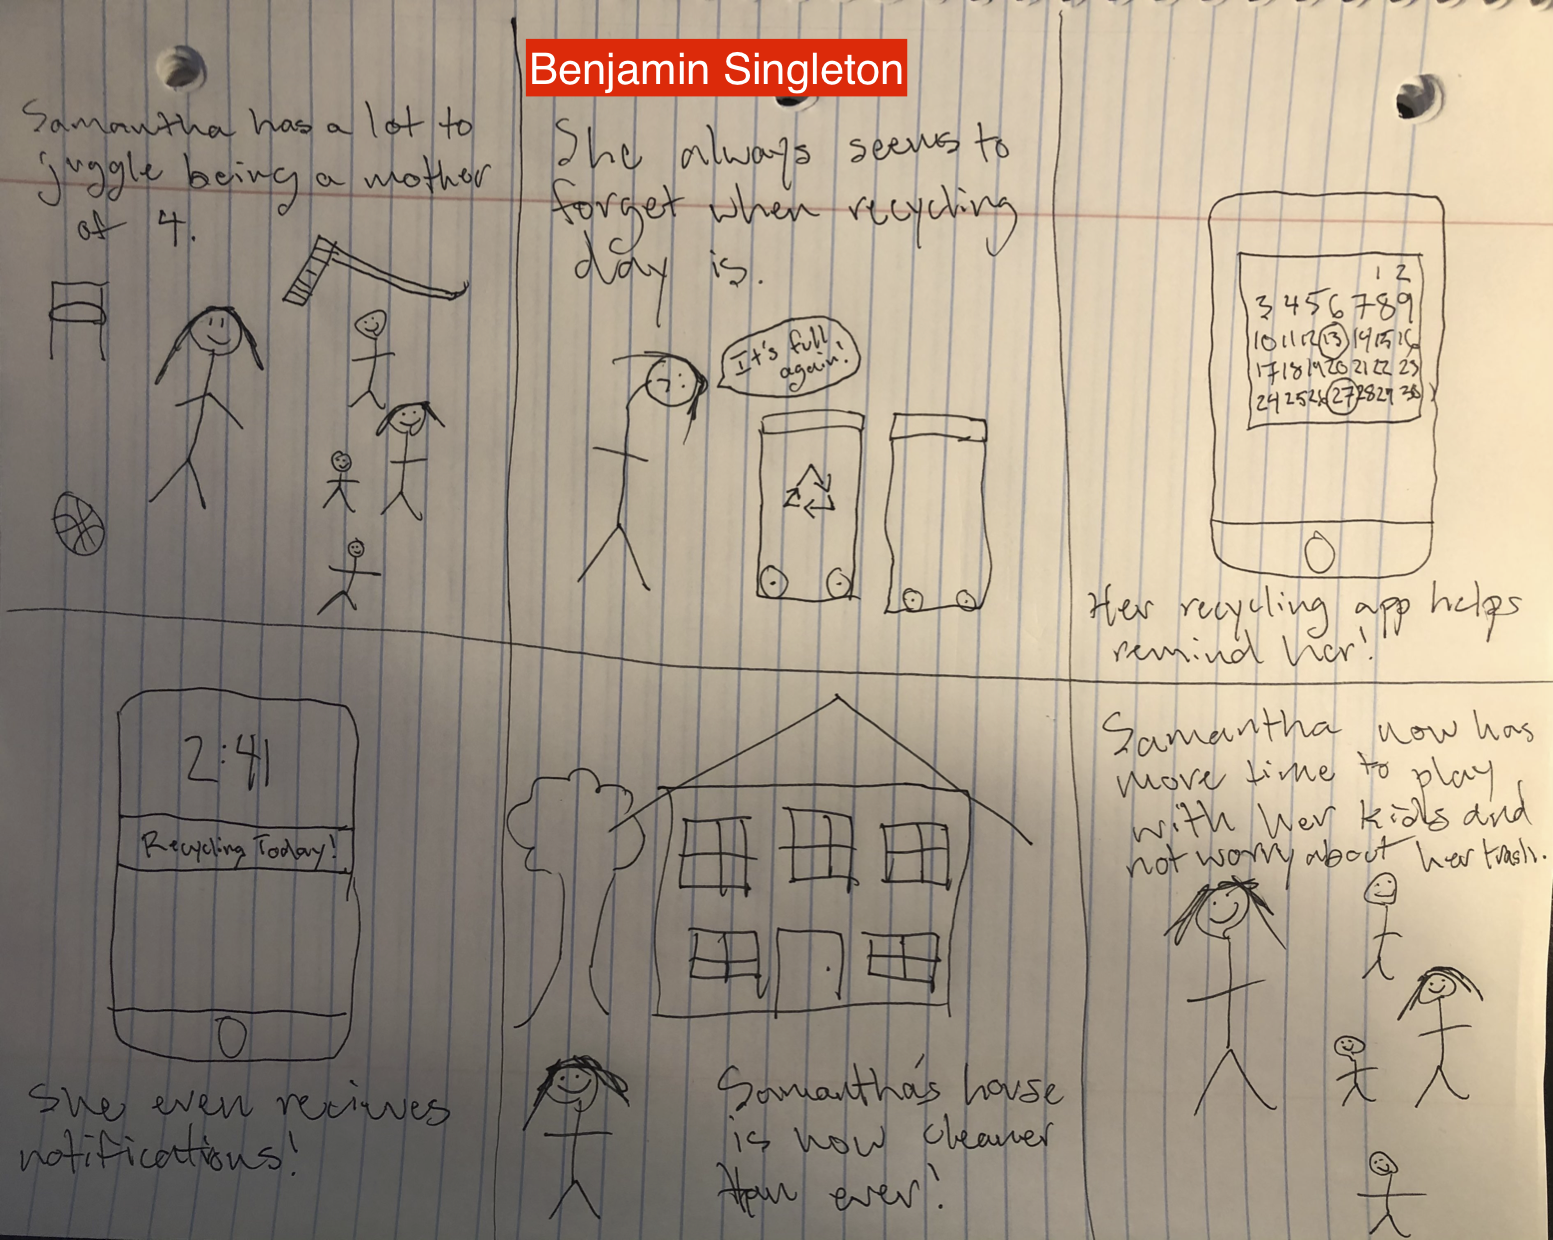 Benjamin Singleton
Samantha has a lot to
juggle being a mother
of 4.
She always seems to
forget when recycling
day is.
It's full
again!
1 2
3 4 5 6 7 8 9
10 11 12 13 14 15 16
17 18 19 20 21 22 23
24 25 26 27 28 29 30
Her recycling app helps
remind her!
2:41
Recycling Today!
She even recieves
notifications!
Samantha's house
is now cleaner
than ever!
Samantha now has
more time to play
with her kids and
not worry about her trash.